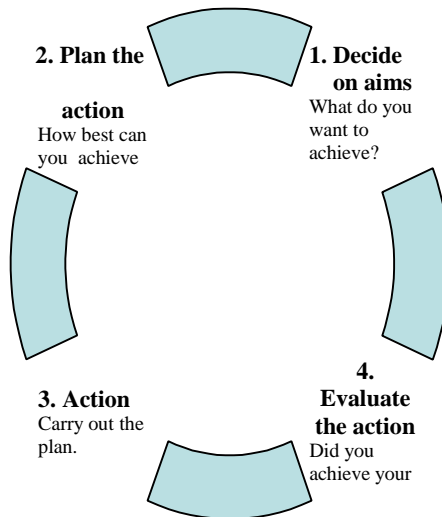 1. Decide
on aims
What do you
want to
achieve?
2. Plan the
action
How best can
you achieve
3. Action
Carry out the
plan.
4.
Evaluate
the action
Did you
achieve your